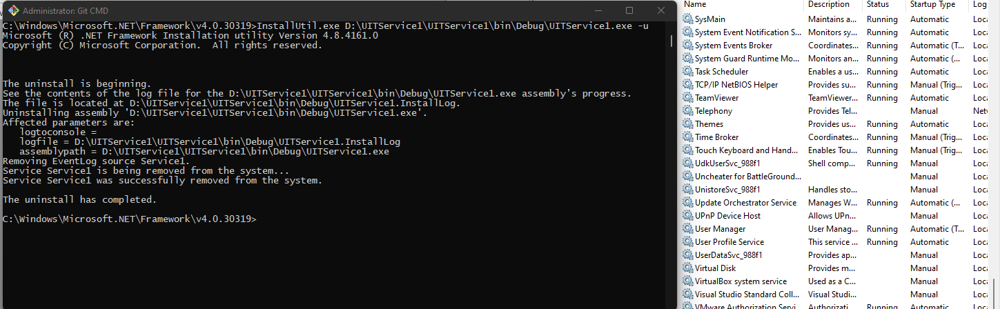 Administrator: Git CMD
C:\Windows\Microsoft.NET\Framework\v4.0.30319>InstallUtil.exe D:\UITService1\UITService1\bin\Debug\UITService1.exe -u
Microsoft (R) .NET Framework Installation utility Version 4.8.4161.0
Copyright (C) Microsoft Corporation.  All rights reserved.
The uninstall is beginning.
See the contents of the log file for the D:\UITService1\UITService1\bin\Debug\UITService1.exe assembly's progress.
The file is located at D:\UITService1\UITService1\bin\Debug\UITService1.InstallLog.
Uninstalling assembly 'D:\UITService1\UITService1\bin\Debug\UITService1.exe'.
Affected parameters are:
logtoconsole =
logfile = D:\UITService1\UITService1\bin\Debug\UITService1.InstallLog
assemblypath = D:\UITService1\UITService1\bin\Debug\UITService1.exe
Removing EventLog source Service1.
Service Service1 is being removed from the system...
Service Service1 was successfully removed from the system.
The uninstall has completed.
C:\Windows\Microsoft.NET\Framework\v4.0.30319>
Name Description Status Startup Type Log
SysMain Maintains a... Running Automatic Loca
System Event Notification S... Monitors sy... Running Automatic Loca
System Events Broker Coordinates... Running Automatic (T... Loca
System Guard Runtime Mo... Monitors an... Running Automatic (... Loca
Task Scheduler Enables a us... Running Automatic Loca
TCP/IP NetBIOS Helper Provides su... Running Manual (Trig... Loca
TeamViewer TeamViewer... Running Automatic Loca
Telephony Provides Tel... Manual Netv
Themes Provides us... Running Automatic Loca
Time Broker Coordinates... Running Manual (Trig... Loca
Touch Keyboard and Hand... Enables Tou... Running Manual (Trig... Loca
UdkUserSvc_988f1 Shell comp... Running Manual Loca
Uncheater for BattleGround... Manual Loca
UnistoreSvc_988f1 Handles sto... Manual Loca
Update Orchestrator Service Manages W... Running Automatic (... Loca
UPnP Device Host Allows UPn... Manual Loca
User Manager User Manag... Running Automatic (T... Loca
User Profile Service This service ... Running Automatic Loca
UserDataSvc_988f1 Provides ap... Manual Loca
Virtual Disk Provides m... Manual Loca
VirtualBox system service Used as a C... Manual Loca
Visual Studio Standard Coll... Visual Studi... Manual Loca
VMware Authorization Servi... Authorizati... Running Automatic Loca